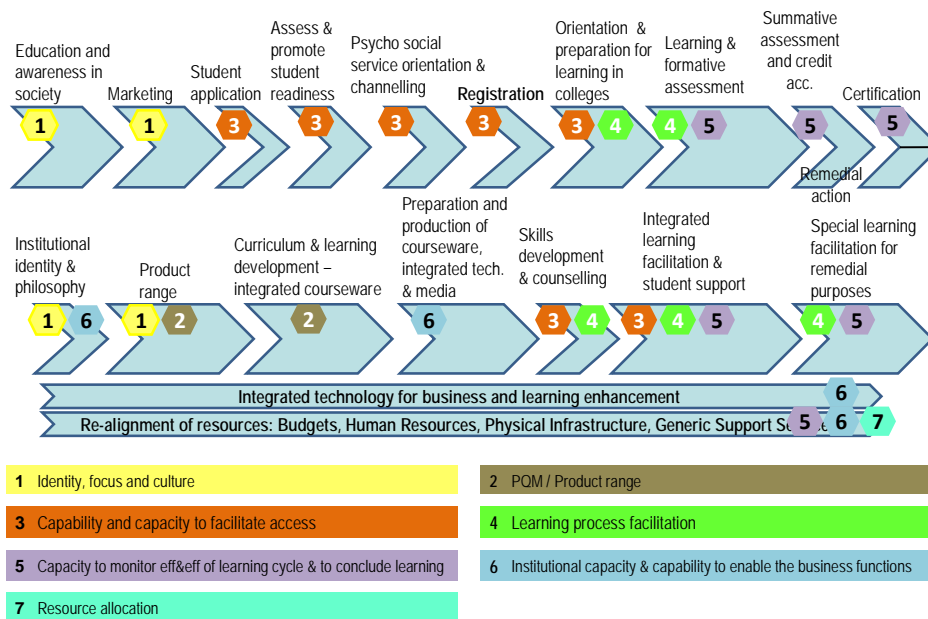 Education and
awareness in
society
Marketing
Student
application
Assess &
promote
student
readiness
Psycho social
service orientation &
channelling
Registration
Orientation &
preparation for
learning in
colleges
Learning &
formative
assessment
Summative
assessment
and credit
acc.
Certification
1
1
3
3
3
3
3 4
4 5
5
5
Remedial
action
Institutional
identity &
philosophy
Product
range
Curriculum & learning
development –
integrated courseware
Preparation and
production of
courseware,
integrated tech.
& media
Skills
development
& counselling
Integrated
learning
facilitation &
student support
Special learning
facilitation for
remedial
purposes
1 6
1 2
2
6
3 4
3 4 5
4 5
Integrated technology for business and learning enhancement
6
Re-alignment of resources: Budgets, Human Resources, Physical Infrastructure, Generic Support
5 6 7
1 Identity, focus and culture
2 PQM / Product range
3 Capability and capacity to facilitate access
4 Learning process facilitation
5 Capacity to monitor eff&eff of learning cycle & to conclude learning
6 Institutional capacity & capability to enable the business functions
7 Resource allocation